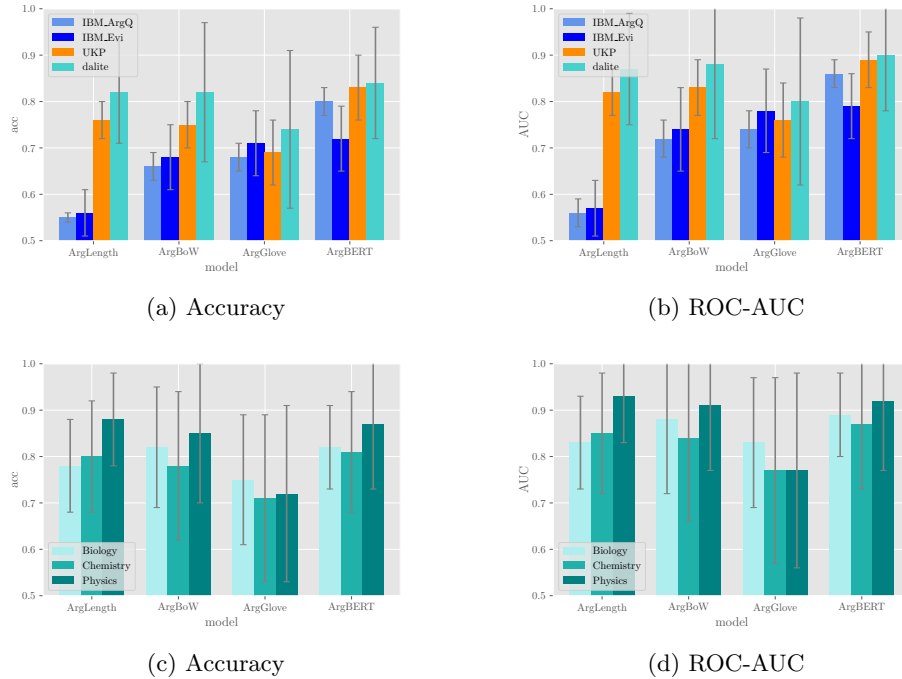 1.0
0.9
0.8
0.7
0.6
0.5
acc
IBM_ArgQ
IBM_Evi
UKP
dalite
ArgLength ArgBoW ArgGlove ArgBERT
model
(a) Accuracy
1.0
0.9
0.8
0.7
0.6
0.5
AUC
IBM_ArgQ
IBM_Evi
UKP
dalite
ArgLength ArgBoW ArgGlove ArgBERT
model
(b) ROC-AUC
1.0
0.9
0.8
0.7
0.6
0.5
acc
Biology
Chemistry
Physics
ArgLength ArgBoW ArgGlove ArgBERT
model
(c) Accuracy
1.0
0.9
0.8
0.7
0.6
0.5
AUC
Biology
Chemistry
Physics
ArgLength ArgBoW ArgGlove ArgBERT
model
(d) ROC-AUC